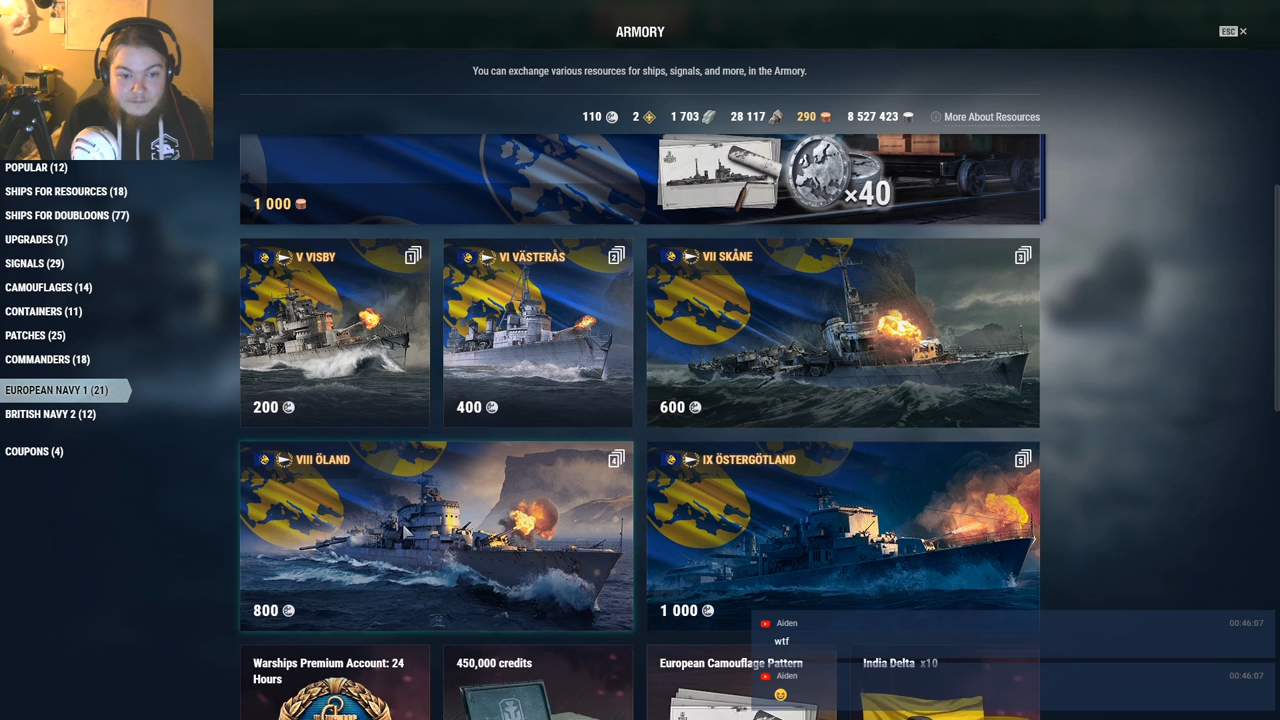 ARMORY
ESC ✕
You can exchange various resources for ships, signals, and more, in the Armory.
110 2 1 703 28 117 290 8 527 423 More About Resources
POPULAR (12)
SHIPS FOR RESOURCES (18)
SHIPS FOR DOUBLOONS (77)
UPGRADES (7)
SIGNALS (29)
CAMOUFLAGES (14)
CONTAINERS (11)
PATCHES (25)
COMMANDERS (18)
EUROPEAN NAVY 1 (21)
BRITISH NAVY 2 (12)
COUPONS (4)
×40
1 000
V VISBY 1
200
VI VÄSTERÅS 2
400
VII SKÅNE 3
600
VIII ÖLAND 4
800
IX ÖSTERGÖTLAND 5
1 000
Warships Premium Account: 24 Hours
450,000 credits
European Camouflage Pattern
India Delta x10
Aiden 00:46:07
wtf
Aiden 00:46:07